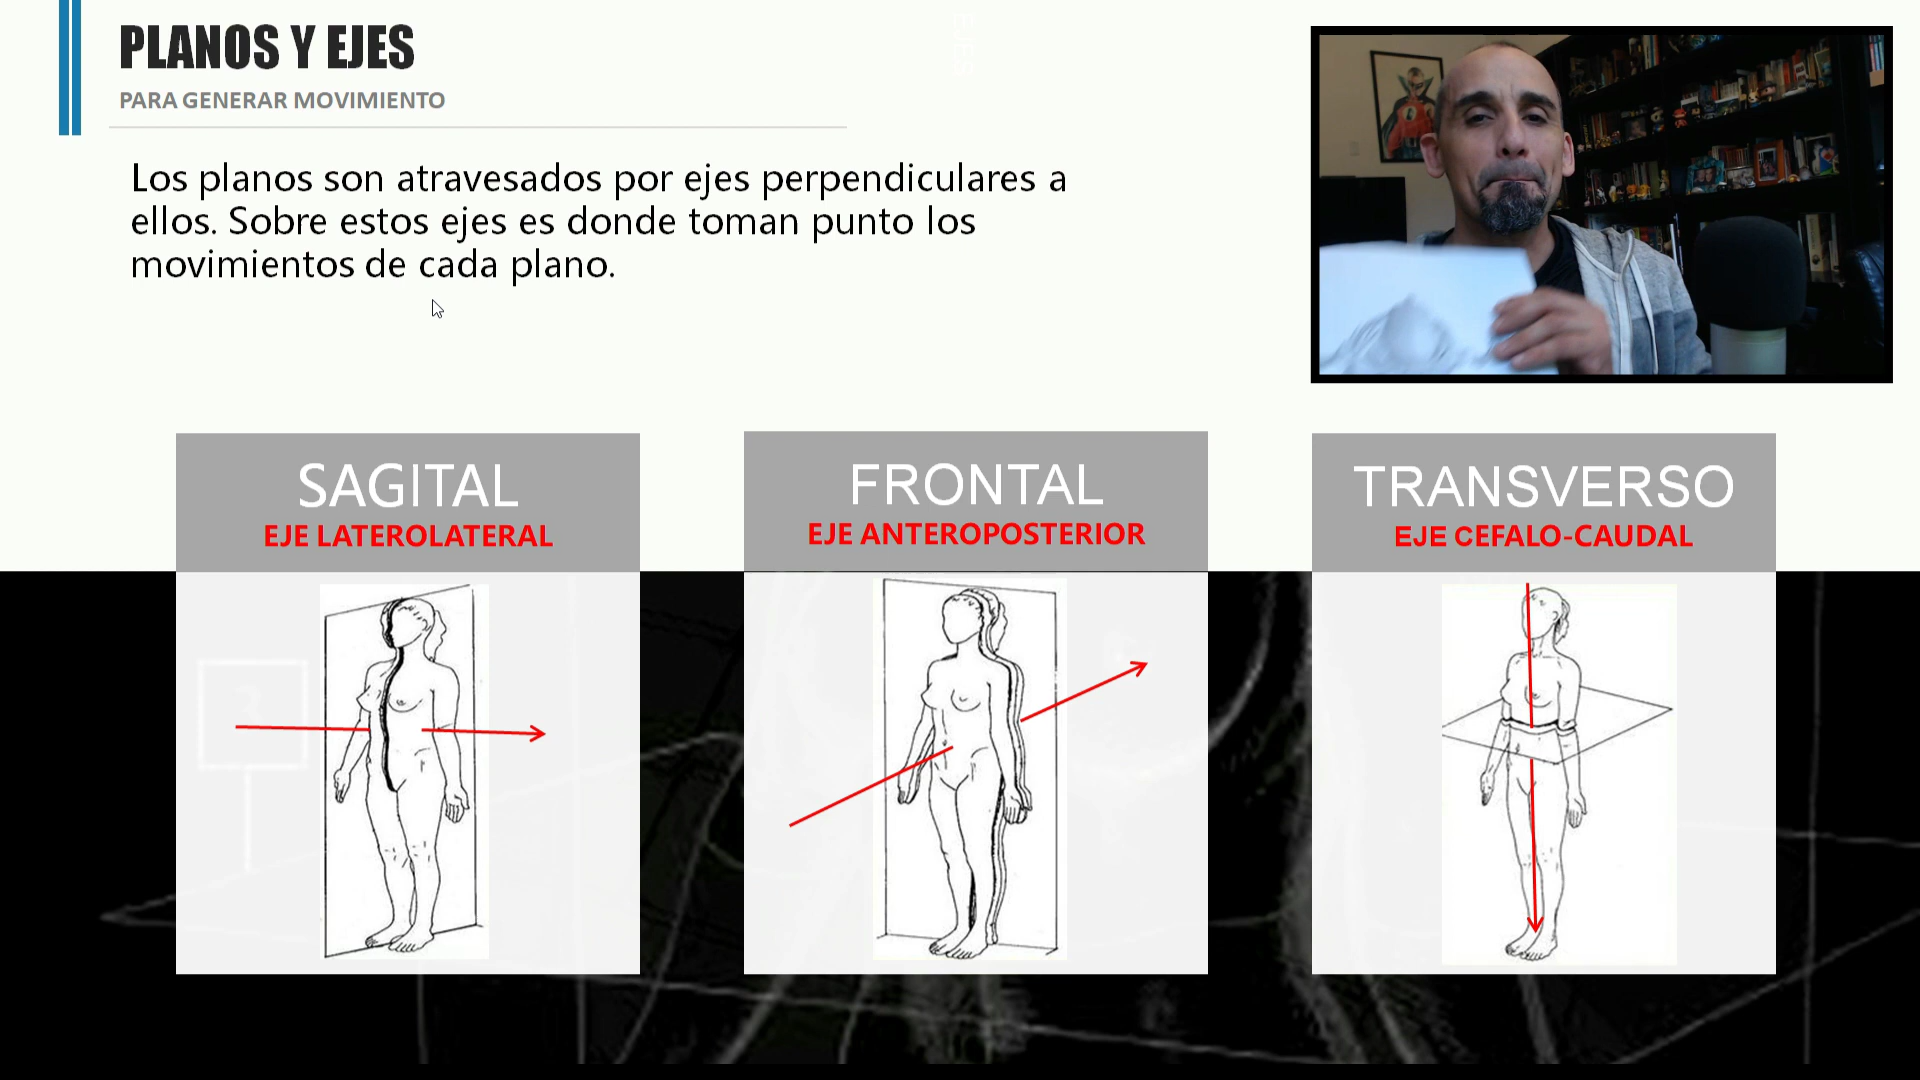 PLANOS Y EJES
PARA GENERAR MOVIMIENTO
Los planos son atravesados por ejes perpendiculares a
ellos. Sobre estos ejes es donde toman punto los
movimientos de cada plano.
SAGITAL
EJE LATEROLATERAL
FRONTAL
EJE ANTEROPOSTERIOR
TRANSVERSO
EJE CEFALO-CAUDAL